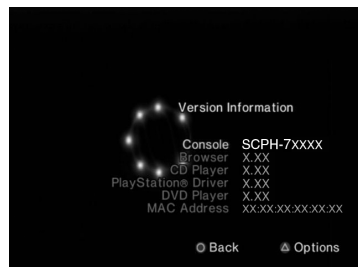 Version Information
Console SCPH-7XXXX
Browser X.XX
CD Player X.XX
PlayStation® Driver X.XX
DVD Player X.XX
MAC Address XX:XX:XX:XX:XX:XX
Back Options